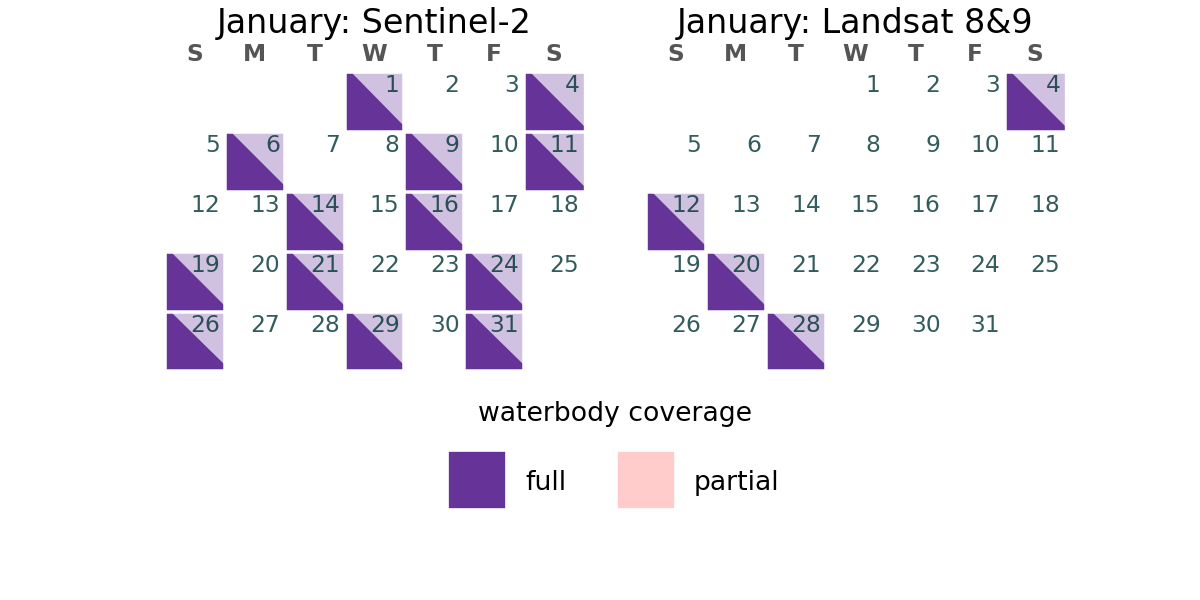 January: Sentinel-2
S M T W T F S
1 2 3 4
5 6 7 8 9 10 11
12 13 14 15 16 17 18
19 20 21 22 23 24 25
26 27 28 29 30 31
January: Landsat 8&9
S M T W T F S
1 2 3 4
5 6 7 8 9 10 11
12 13 14 15 16 17 18
19 20 21 22 23 24 25
26 27 28 29 30 31
waterbody coverage
full
partial